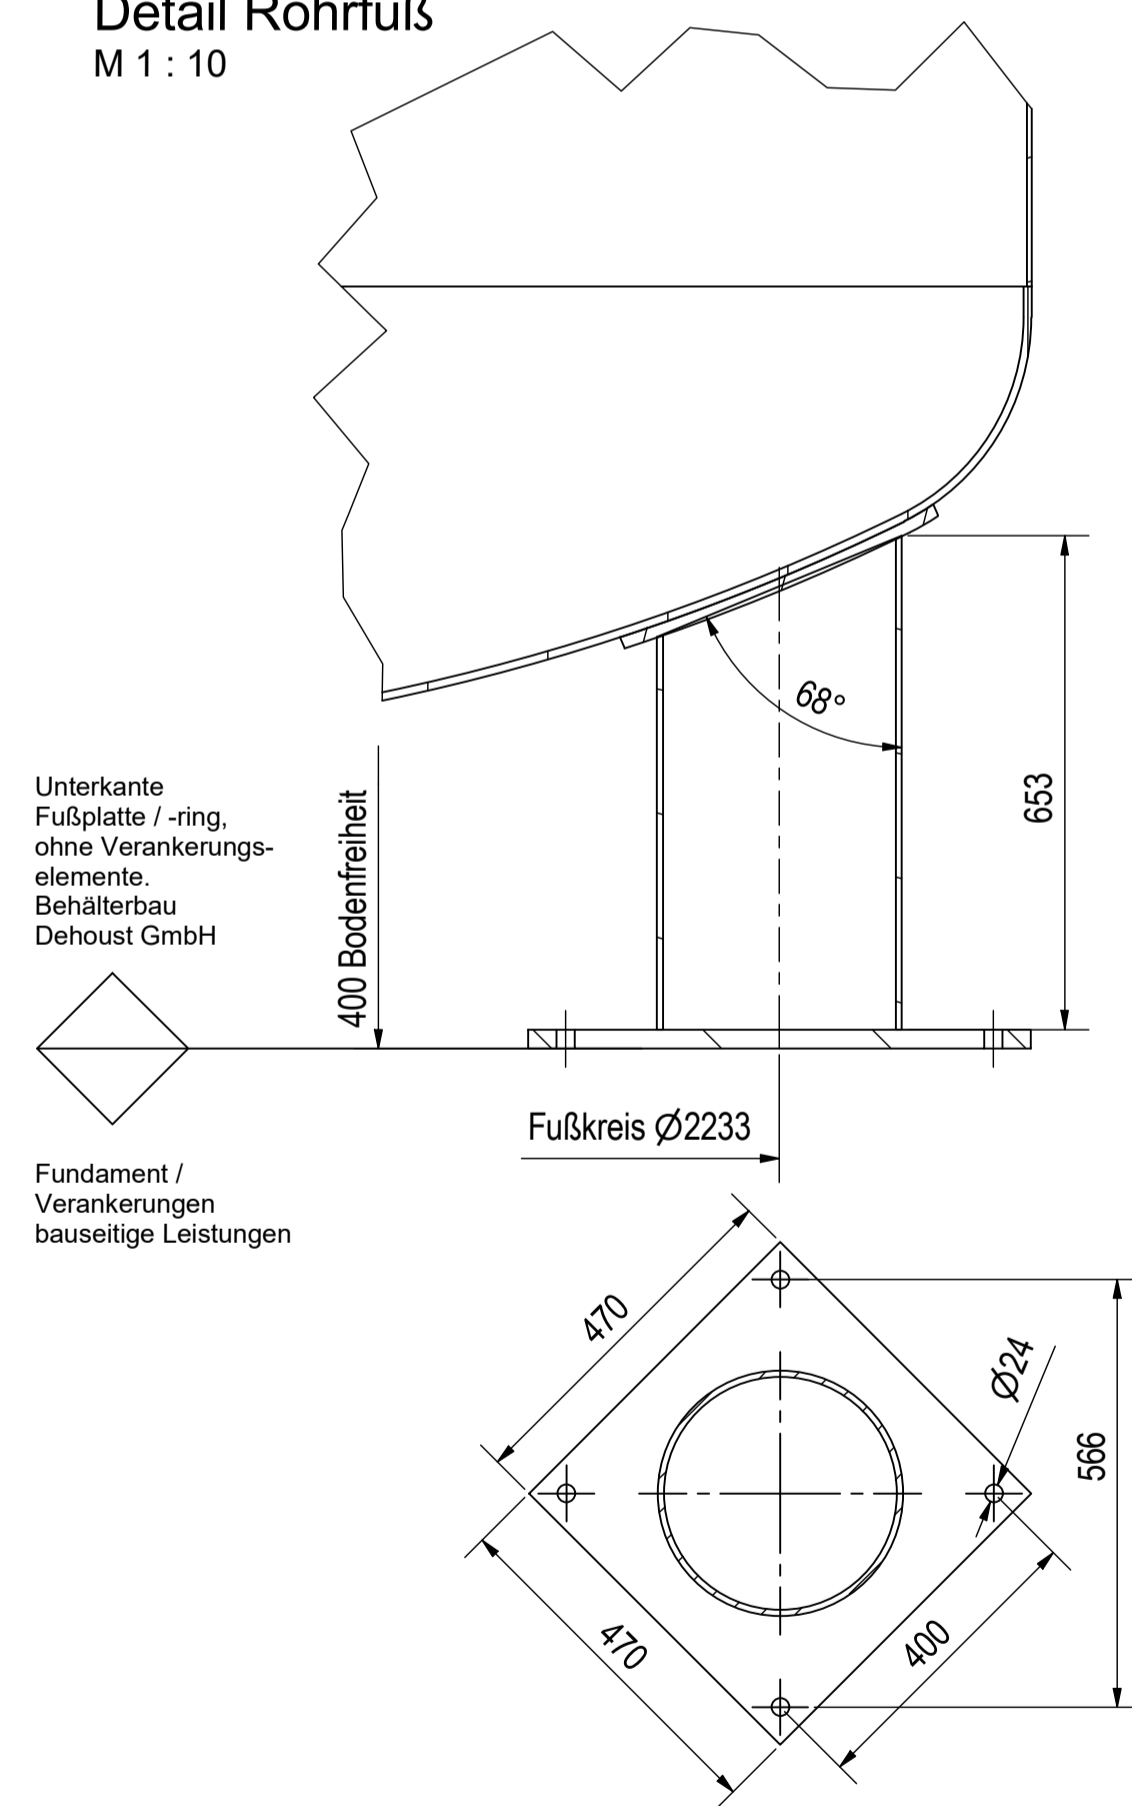 Detail Rohrfuß
M 1 : 10
68°
653
Unterkante
Fußplatte / -ring,
ohne Verankerungs-
elemente.
Behälterbau
Dehoust GmbH
400 Bodenfreiheit
Fußkreis Ø2233
Fundament /
Verankerungen
bauseitige Leistungen
470
Ø24
566
470
400